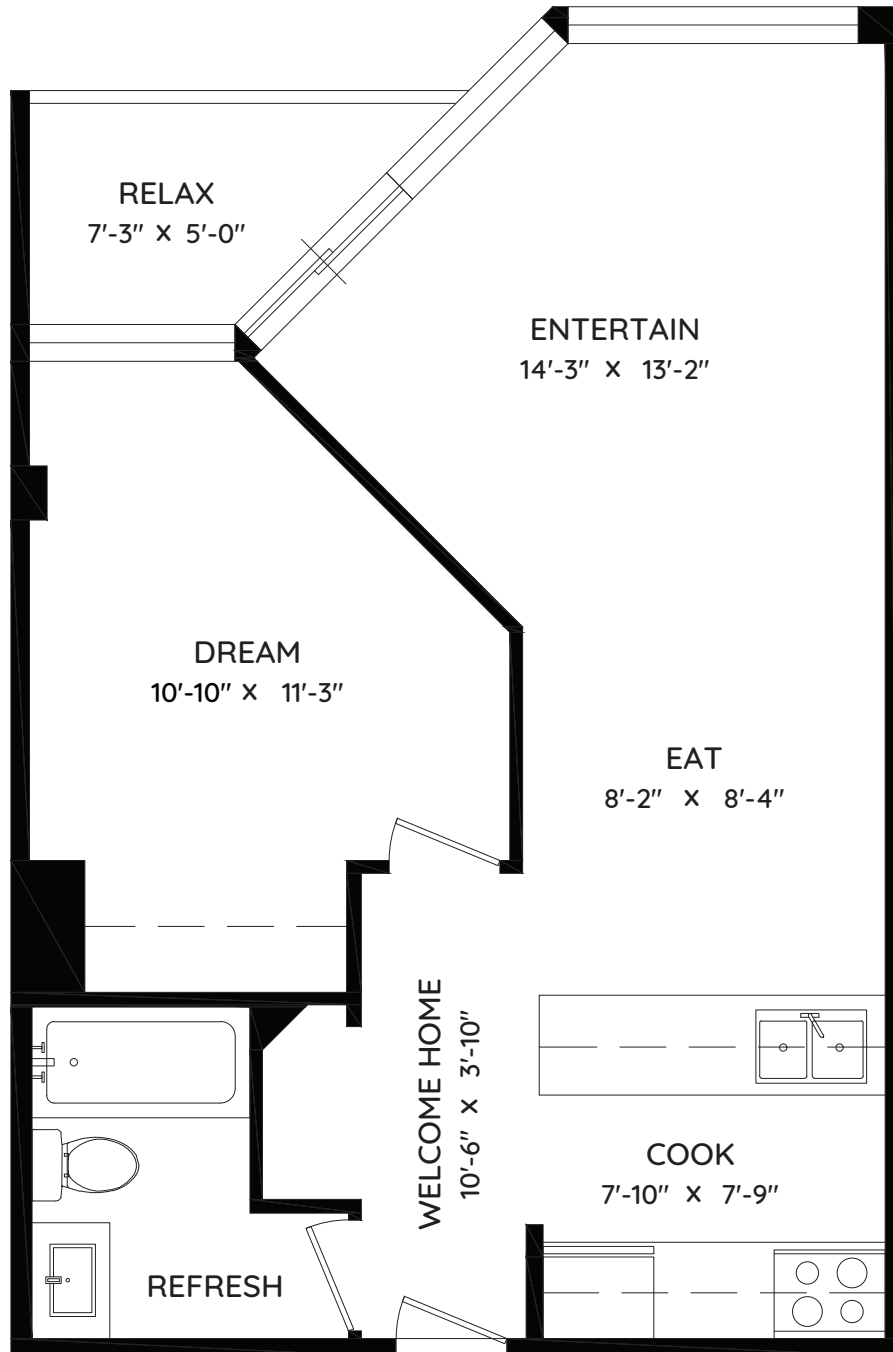 RELAX
7'-3" X 5'-0"
ENTERTAIN
14'-3" X 13'-2"
DREAM
10'-10" X 11'-3"
EAT
8'-2" X 8'-4"
WELCOME HOME
10'-6" X 3'-10"
COOK
7'-10" X 7'-9"
REFRESH